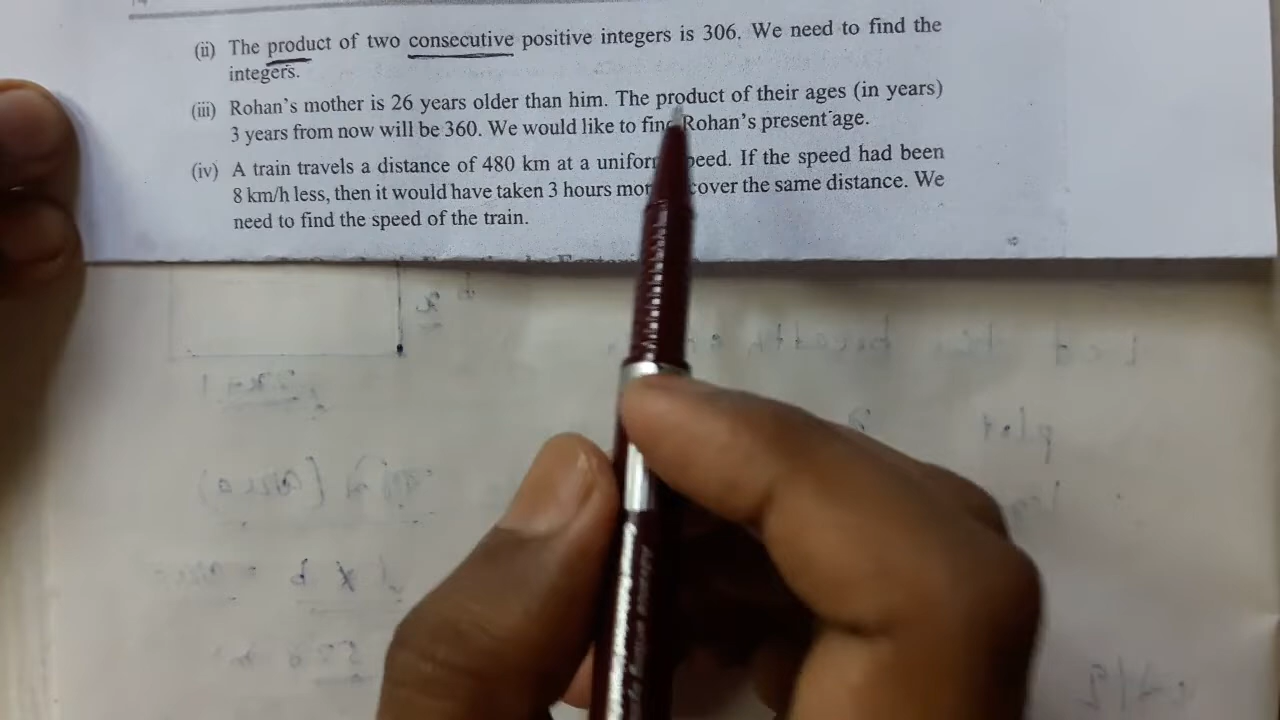 (ii) The product of two consecutive positive integers is 306. We need to find the
integers.
(iii) Rohan's mother is 26 years older than him. The product of their ages (in years)
3 years from now will be 360. We would like to find Rohan's present age.
(iv) A train travels a distance of 480 km at a uniform speed. If the speed had been
8 km/h less, then it would have taken 3 hours more cover the same distance. We
need to find the speed of the train.